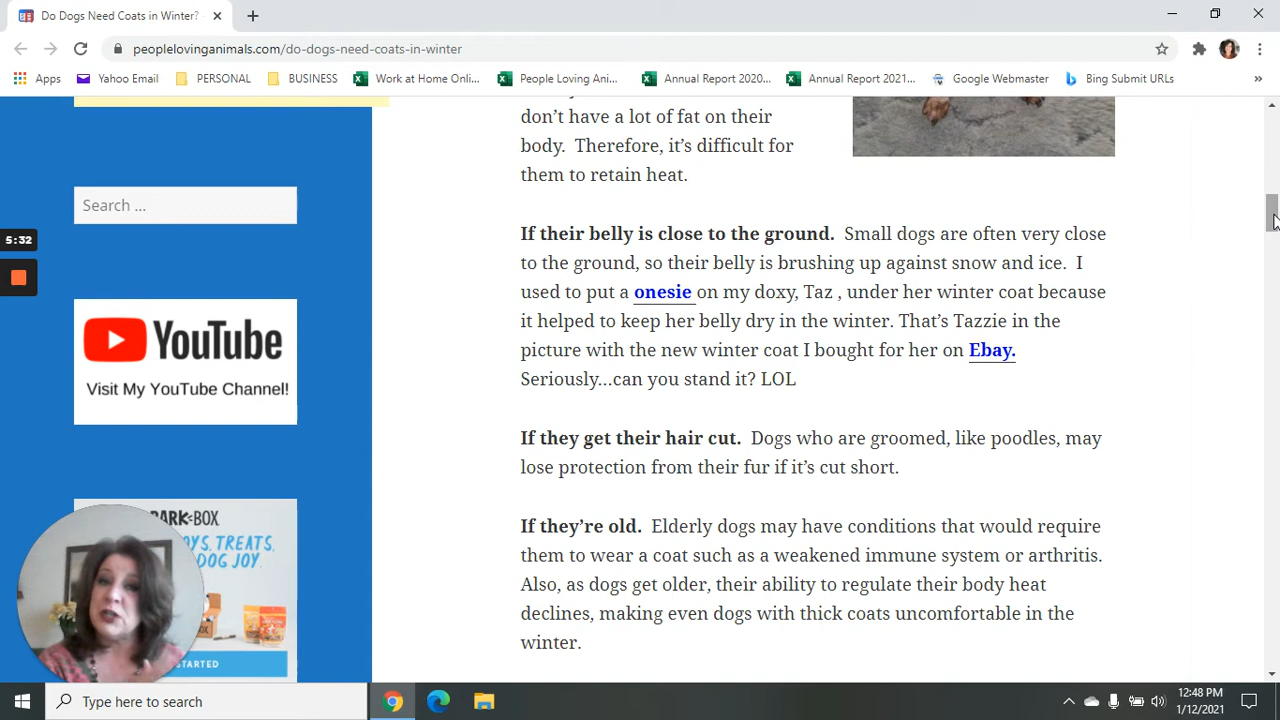 Do Dogs Need Coats in Winter? -
peoplelovinganimals.com/do-dogs-need-coats-in-winter
Apps Yahoo Email PERSONAL BUSINESS Work at Home Onli... People Loving Ani... Annual Report 2020... Annual Report 2021... Google Webmaster Bing Submit URLs »
don't have a lot of fat on their
body. Therefore, it's difficult for
them to retain heat.
Search ...
If their belly is close to the ground. Small dogs are often very close
to the ground, so their belly is brushing up against snow and ice. I
used to put a onesie on my doxy, Taz , under her winter coat because
it helped to keep her belly dry in the winter. That's Tazzie in the
picture with the new winter coat I bought for her on Ebay.
Seriously...can you stand it? LOL
5:32
YouTube
Visit My YouTube Channel!
If they get their hair cut. Dogs who are groomed, like poodles, may
lose protection from their fur if it's cut short.
If they're old. Elderly dogs may have conditions that would require
them to wear a coat such as a weakened immune system or arthritis.
Also, as dogs get older, their ability to regulate their body heat
declines, making even dogs with thick coats uncomfortable in the
winter.
TREATS.
DOG JOY.
Type here to search
12:48 PM
1/12/2021